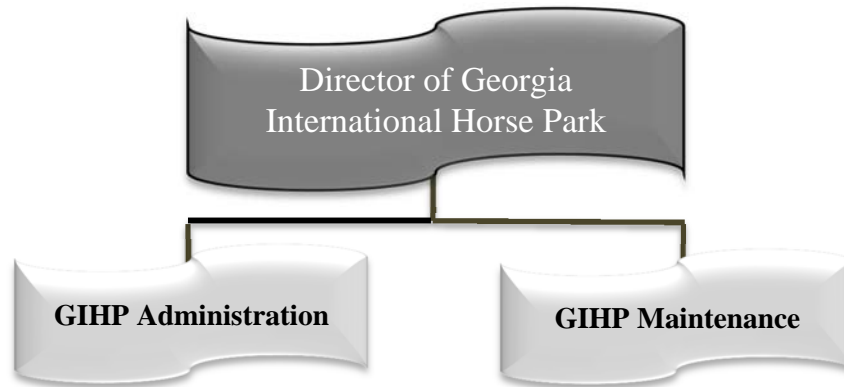 Director of Georgia
International Horse Park
GIHP Administration
GIHP Maintenance